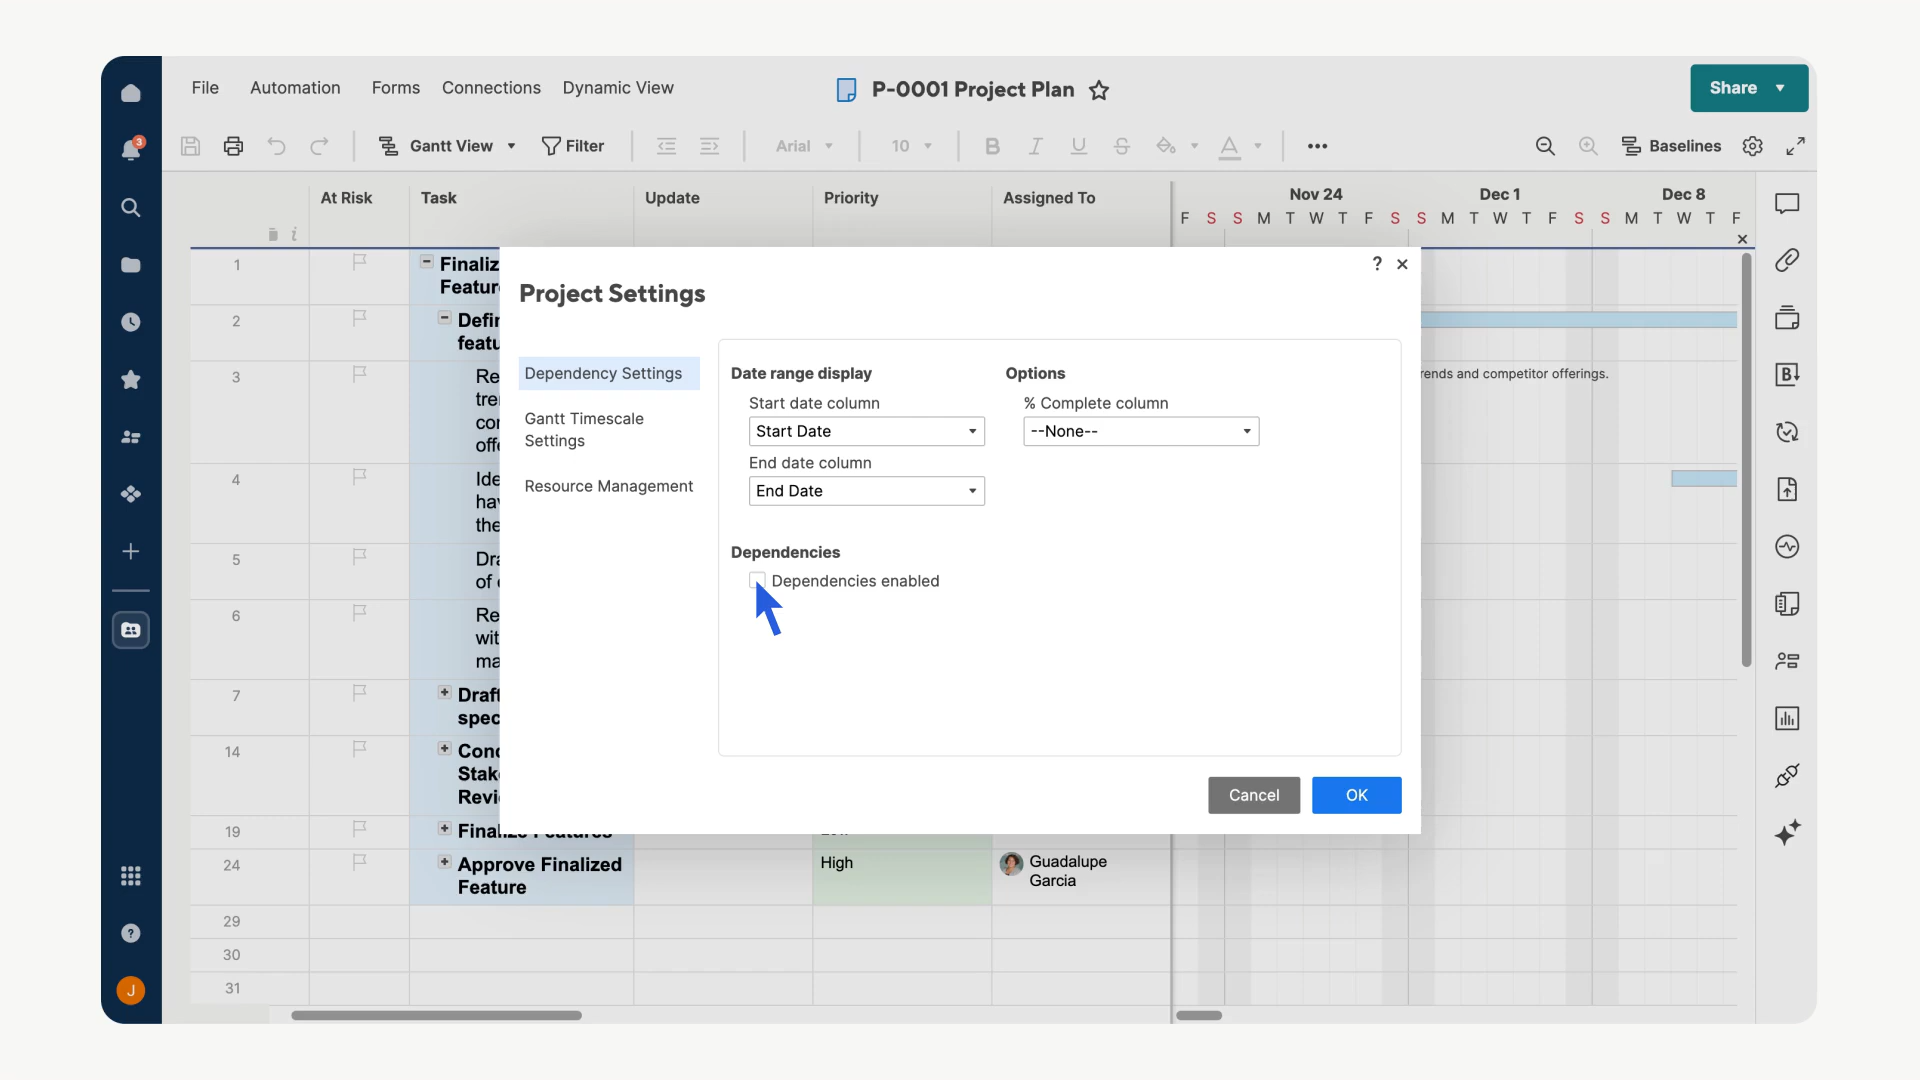 File Automation Forms Connections Dynamic View
P-0001 Project Plan
Share
3
Gantt View Filter Arial 10 B I U S A Baselines
At Risk Task Update Priority Assigned To
Nov 24 Dec 1 Dec 8
F S S M T W T F S S M T W T F S S M T W T F
1
Finaliz
Featur
2
Defin
featu
3
Re
tre
cor
offe
rends and competitor offerings.
4
Ide
hav
the
5
Dra
of
6
Re
wit
ma
7
Draft
spec
14
Conc
Stak
Revi
19
24
Approve Finalized
Feature
High
Guadalupe
Garcia
29
30
31
J
Project Settings
Dependency Settings
Gantt Timescale
Settings
Resource Management
Date range display
Start date column
Start Date
End date column
End Date
Options
% Complete column
--None--
Dependencies
Dependencies enabled
Cancel OK